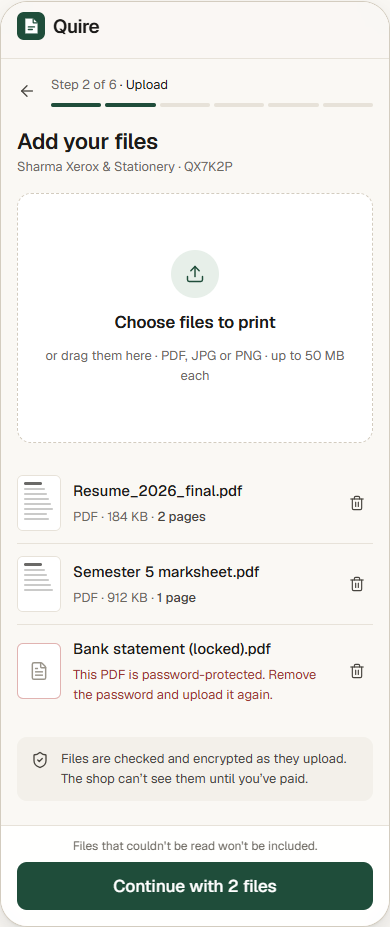 Quire
Step 2 of 6 · Upload
Add your files
Sharma Xerox & Stationery · QX7K2P
Choose files to print
or drag them here · PDF, JPG or PNG · up to 50 MB
each
Resume_2026_final.pdf
PDF · 184 KB · 2 pages
Semester 5 marksheet.pdf
PDF · 912 KB · 1 page
Bank statement (locked).pdf
This PDF is password-protected. Remove
the password and upload it again.
Files are checked and encrypted as they upload.
The shop can't see them until you've paid.
Files that couldn't be read won't be included.
Continue with 2 files